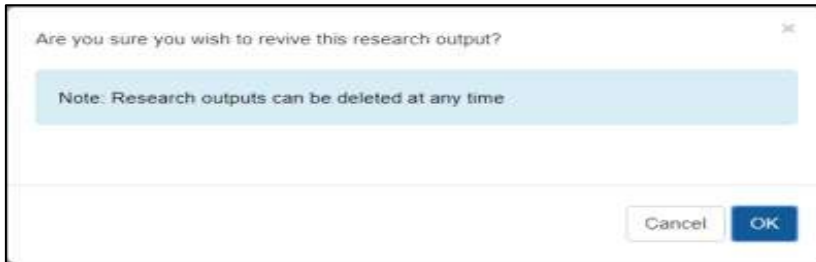 Are you sure you wish to revive this research output?
Note: Research outputs can be deleted at any time
Cancel OK